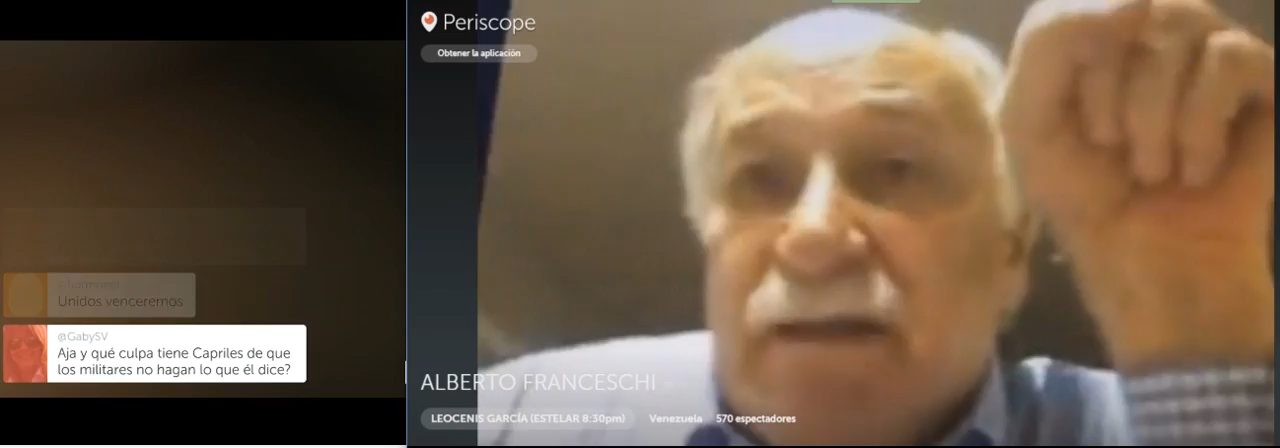 Periscope
Obtener la aplicación
Unidos venceremos
@GabySV
Aja y qué culpa tiene Capriles de que
los militares no hagan lo que él dice?
ALBERTO FRANCESCHI
LEOCENIS GARCÍA (ESTELAR 8:30pm) Venezuela 570 espectadores